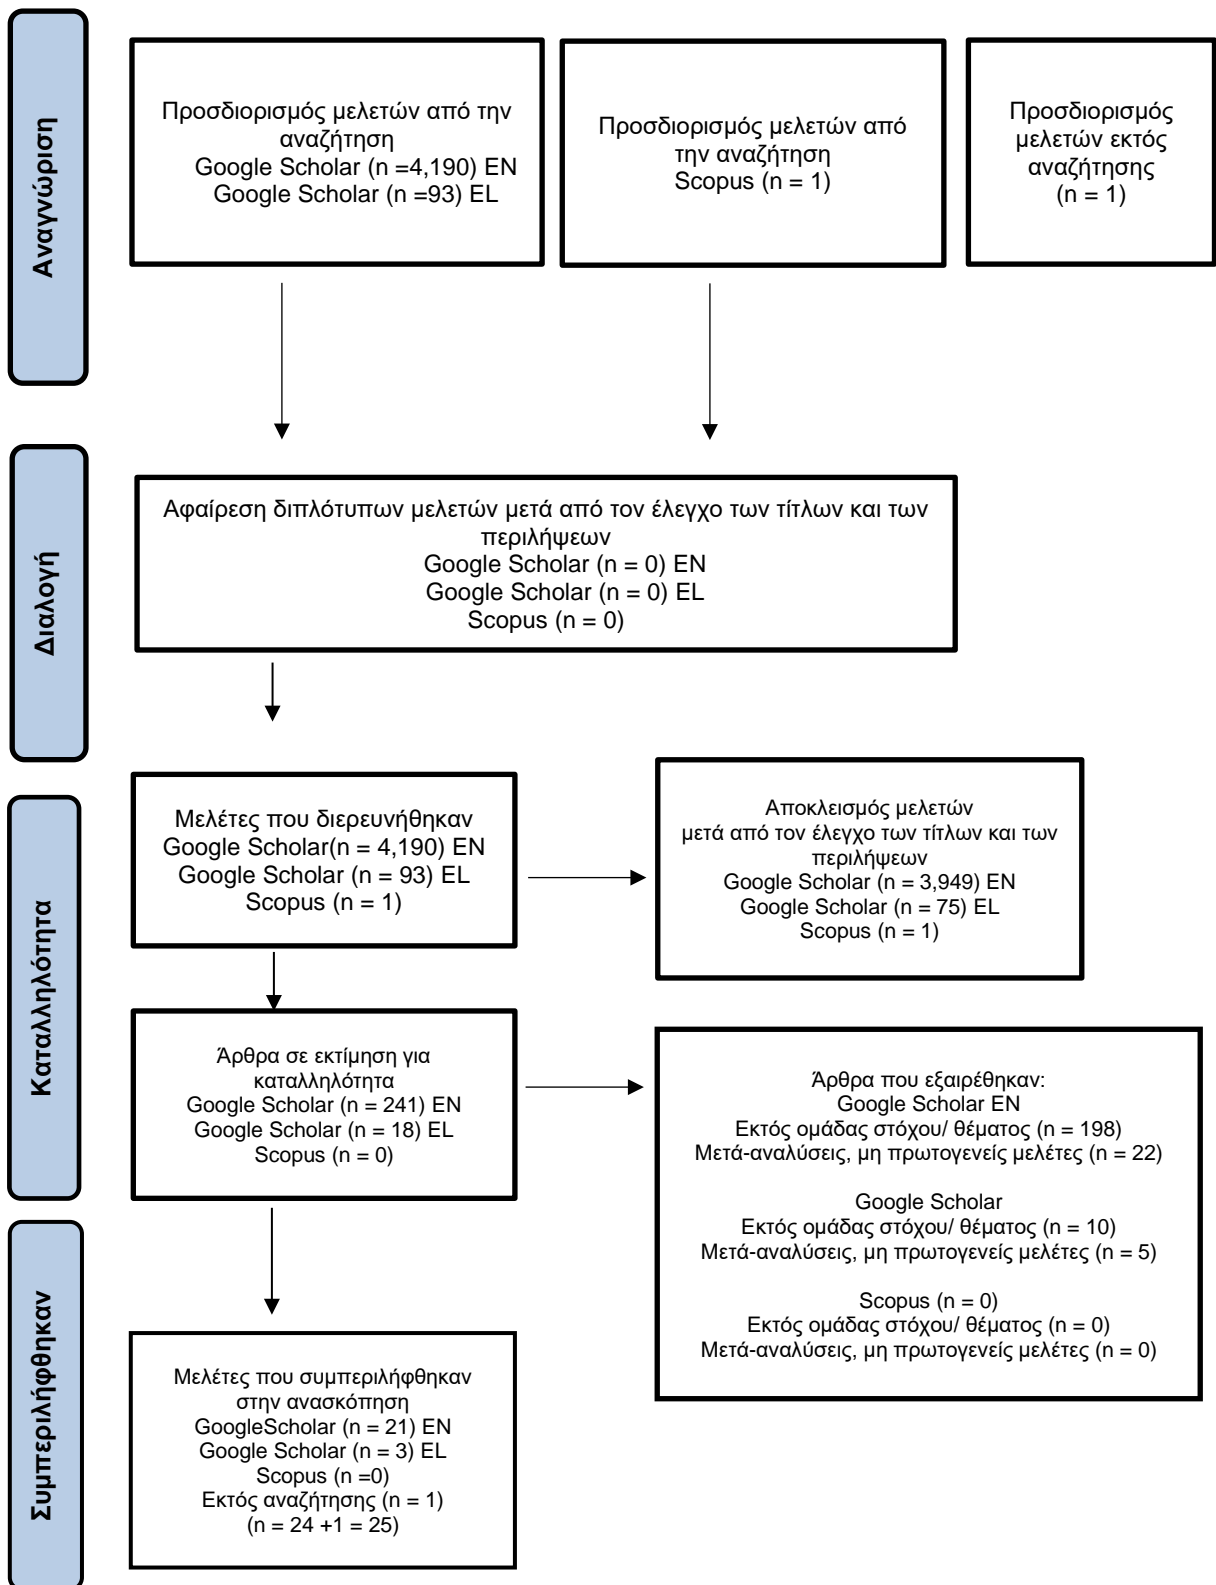 Αναγνώριση
Προσδιορισμός μελετών από την
αναζήτηση
Google Scholar (n =4,190) EN
Google Scholar (n =93) EL
Προσδιορισμός μελετών από
την αναζήτηση
Scopus (n = 1)
Προσδιορισμός
μελετών εκτός
αναζήτησης
(n = 1)
Διαλογή
Αφαίρεση διπλότυπων μελετών μετά από τον έλεγχο των τίτλων και των
περιλήψεων
Google Scholar (n = 0) EN
Google Scholar (n = 0) EL
Scopus (n = 0)
Καταλληλότητα
Μελέτες που διερευνήθηκαν
Google Scholar(n = 4,190) EN
Google Scholar (n = 93) EL
Scopus (n = 1)
Αποκλεισμός μελετών
μετά από τον έλεγχο των τίτλων και των
περιλήψεων
Google Scholar (n = 3,949) EN
Google Scholar (n = 75) EL
Scopus (n = 1)
Άρθρα σε εκτίμηση για
καταλληλότητα
Google Scholar (n = 241) EN
Google Scholar (n = 18) EL
Scopus (n = 0)
Άρθρα που εξαιρέθηκαν:
Google Scholar EN
Εκτός ομάδας στόχου/ θέματος (n = 198)
Μετά-αναλύσεις, μη πρωτογενείς μελέτες (n = 22)
Google Scholar
Εκτός ομάδας στόχου/ θέματος (n = 10)
Μετά-αναλύσεις, μη πρωτογενείς μελέτες (n = 5)
Scopus (n = 0)
Εκτός ομάδας στόχου/ θέματος (n = 0)
Μετά-αναλύσεις, μη πρωτογενείς μελέτες (n = 0)
Συμπεριλήφθηκαν
Μελέτες που συμπεριλήφθηκαν
στην ανασκόπηση
GoogleScholar (n = 21) EN
Google Scholar (n = 3) EL
Scopus (n =0)
Εκτός αναζήτησης (n = 1)
(n = 24 +1 = 25)